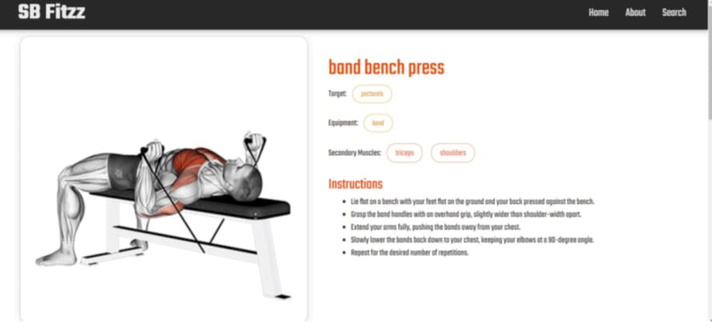 SB Fitzz
Home About Search
band bench press
Target: pectorals
Equipment: band
Secondary Muscles: triceps shoulders
Instructions
Lie flat on a bench with your feet flat on the ground and your back pressed against the bench.
Grasp the band handles with an overhand grip, slightly wider than shoulder-width apart.
Extend your arms fully, pushing the bands away from your chest.
Slowly lower the bands back down to your chest, keeping your elbows at a 90-degree angle.
Repeat for the desired number of repetitions.